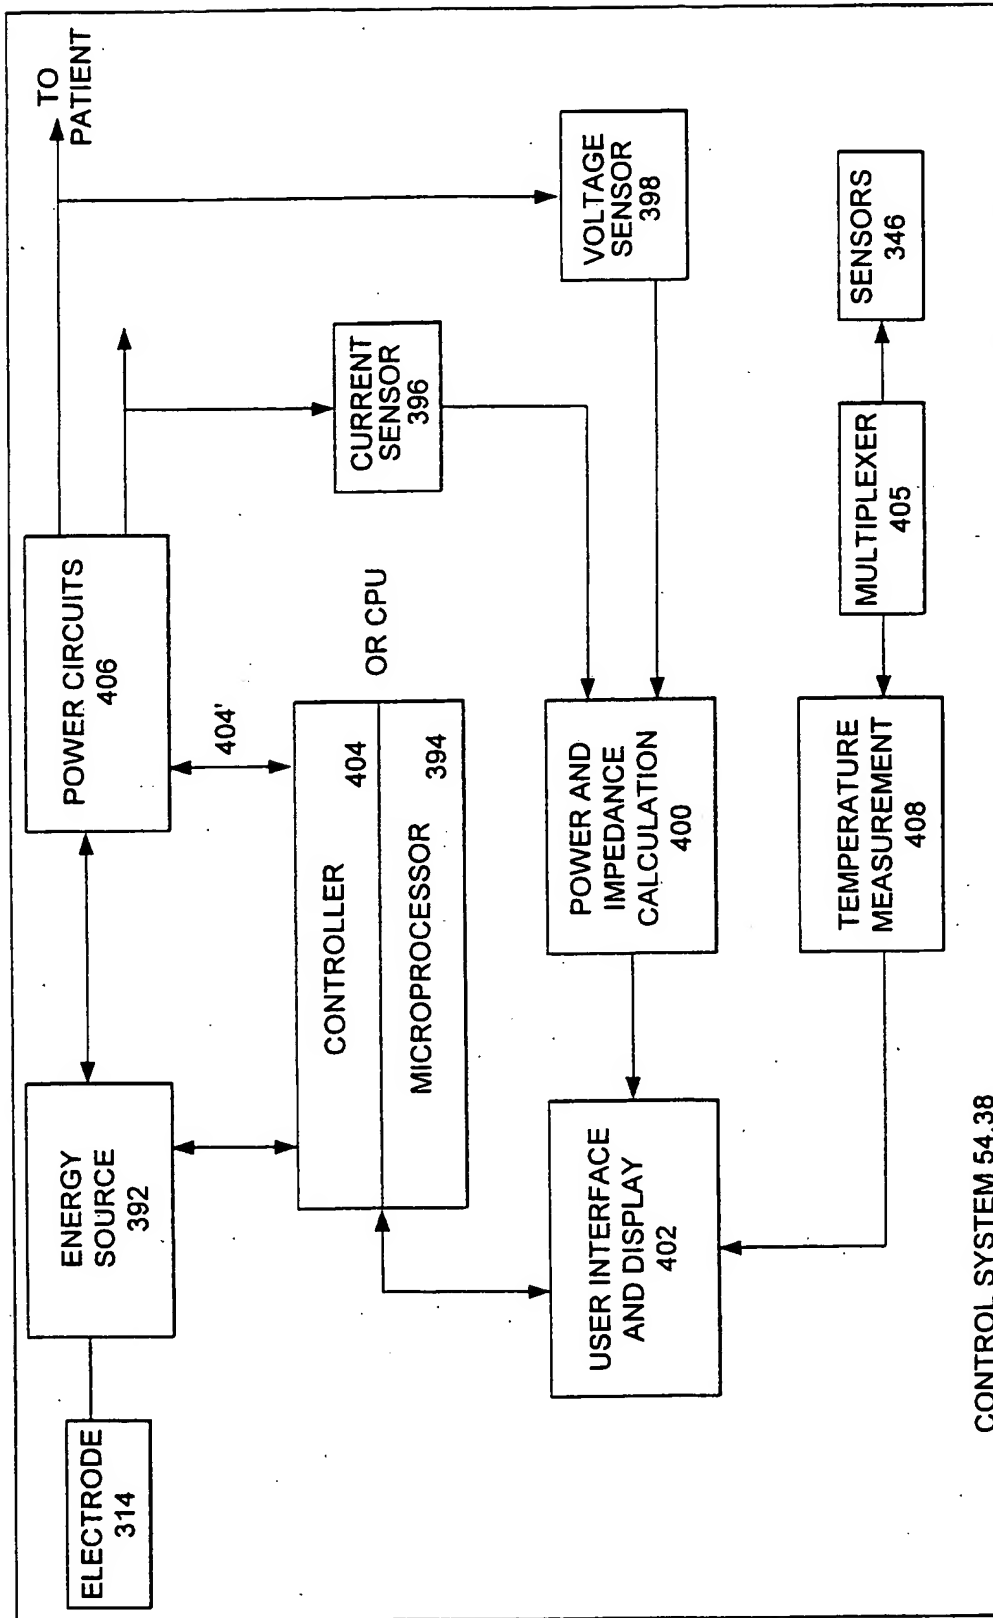 ELECTRODE
314
ENERGY
SOURCE
392
POWER CIRCUITS
406
TO
PATIENT
404'
CONTROLLER 404
MICROPROCESSOR 394
OR CPU
CURRENT
SENSOR
396
VOLTAGE
SENSOR
398
USER INTERFACE
AND DISPLAY
402
POWER AND
IMPEDANCE
CALCULATION
400
TEMPERATURE
MEASUREMENT
408
MULTIPLEXER
405
SENSORS
346
CONTROL SYSTEM 54,38